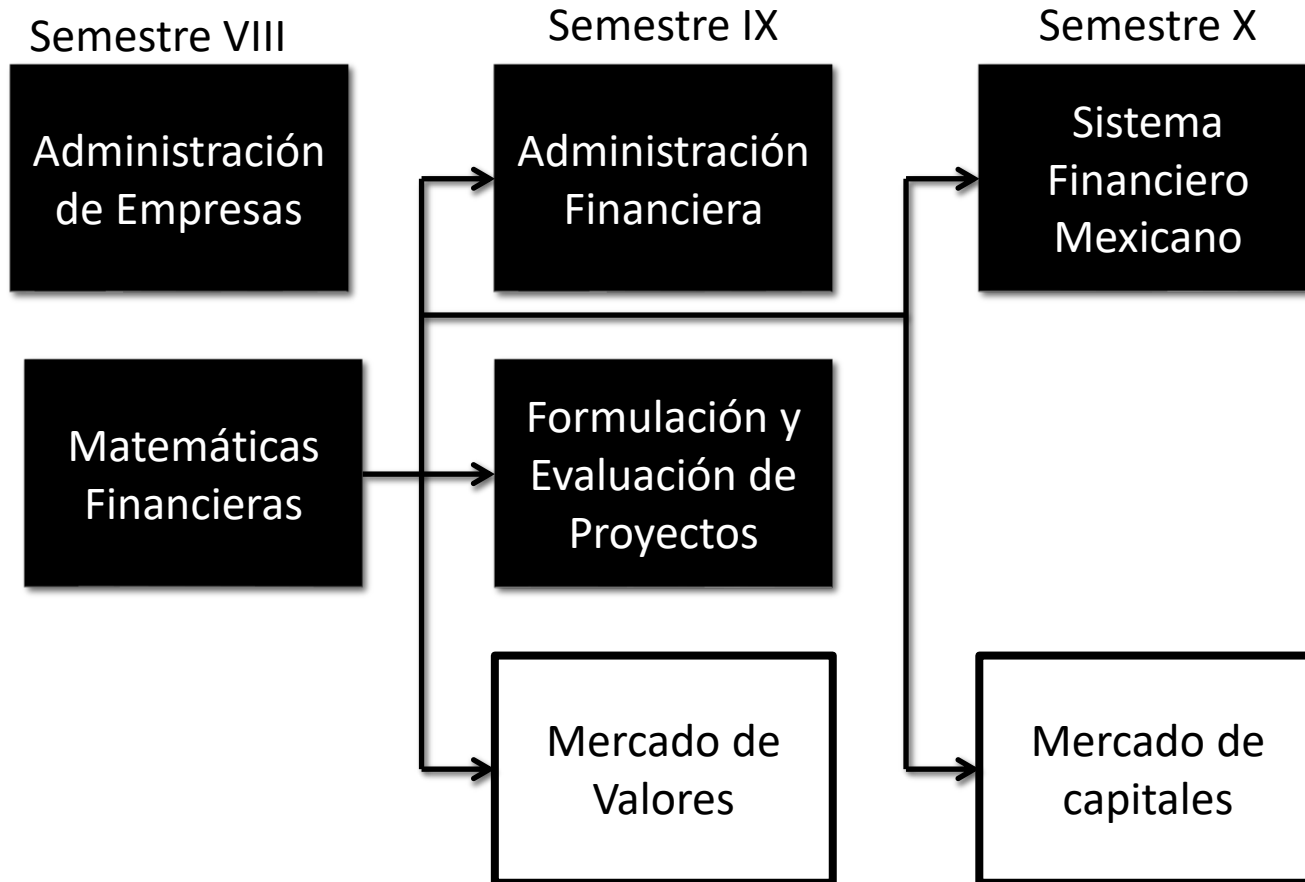 Semestre VIII
Semestre IX
Semestre X
Administración
de Empresas
Administración
Financiera
Sistema
Financiero
Mexicano
Matemáticas
Financieras
Formulación y
Evaluación de
Proyectos
Mercado de
Valores
Mercado de
capitales